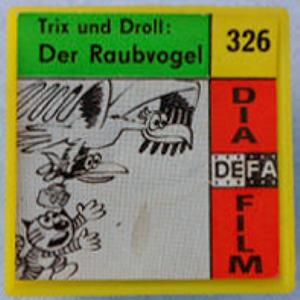 Trix und Droll:
Der Raubvogel
326
DIA
DEFA
FILM